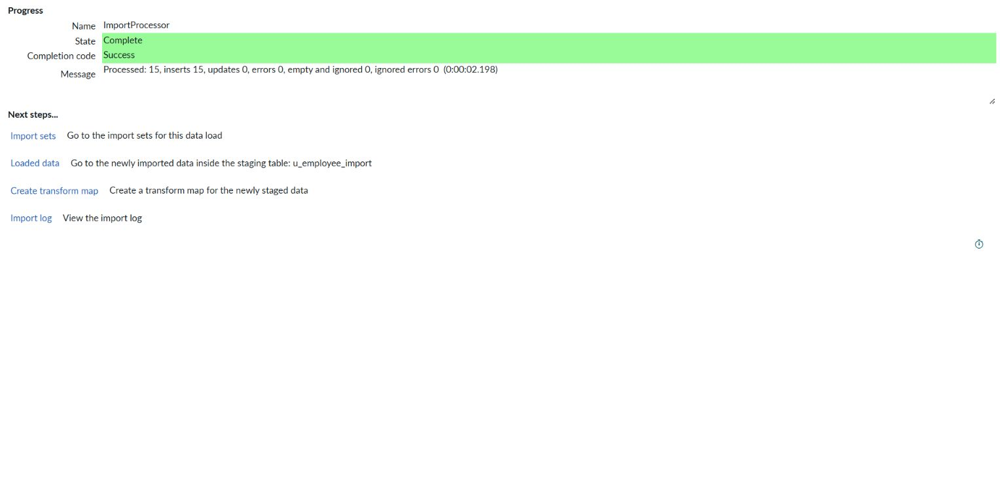 Progress
Name ImportProcessor
State Complete
Completion code Success
Message Processed: 15, inserts 15, updates 0, errors 0, empty and ignored 0, ignored errors 0 (0:00:02.198)
Next steps...
Import sets Go to the import sets for this data load
Loaded data Go to the newly imported data inside the staging table: u_employee_import
Create transform map Create a transform map for the newly staged data
Import log View the import log